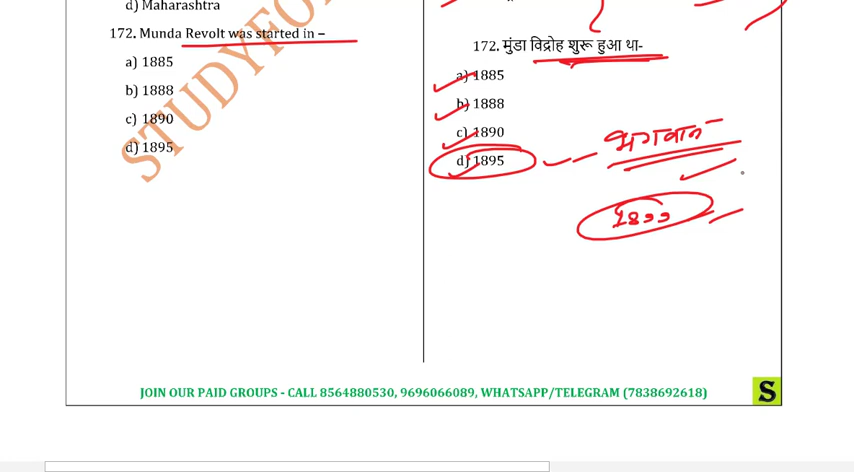 d) Maharashtra
172. Munda Revolt was started in –
a) 1885
b) 1888
c) 1890
d) 1895
172. मुंडा विद्रोह शुरू हुआ था-
a) 1885
b) 1888
c) 1890
d) 1895
भगवान
STUDYFO
JOIN OUR PAID GROUPS - CALL 8564880530, 9696066089, WHATSAPP/TELEGRAM (7838692618)
S